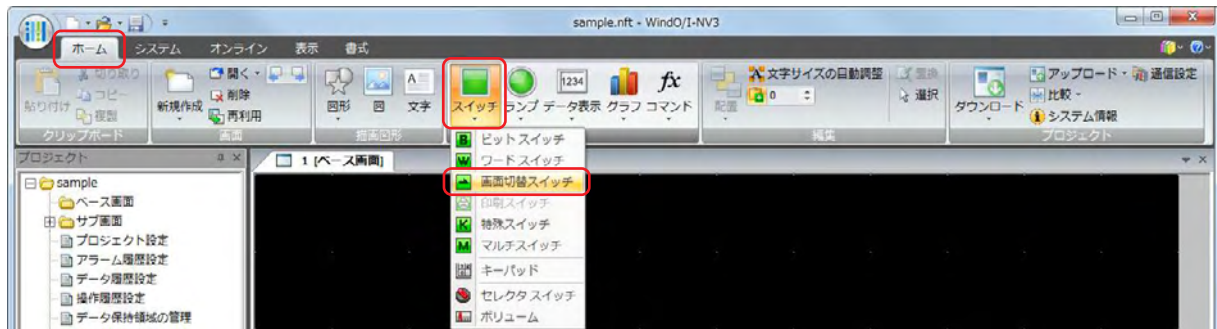 sample.nft - WindO/I-NV3
ホーム システム オンライン 表示 書式
切り取り
コピー
複製
貼り付け
クリップボード
新規作成
開く
削除
再利用
画面
図形 図 文字
描画図形
スイッチ ランプ データ表示 グラフ コマンド
1234
fx
A
配置
文字サイズの自動調整
0
置換
選択
編集
ダウンロード
アップロード
比較
システム情報
通信設定
プロジェクト
プロジェクト
1 [ベース画面]
sample
ベース画面
サブ画面
プロジェクト設定
アラーム履歴設定
データ履歴設定
操作履歴設定
データ保持領域の管理
B ビットスイッチ
W ワードスイッチ
画面切替スイッチ
印刷スイッチ
K 特殊スイッチ
M マルチスイッチ
キーパッド
セレクタ スイッチ
ボリューム